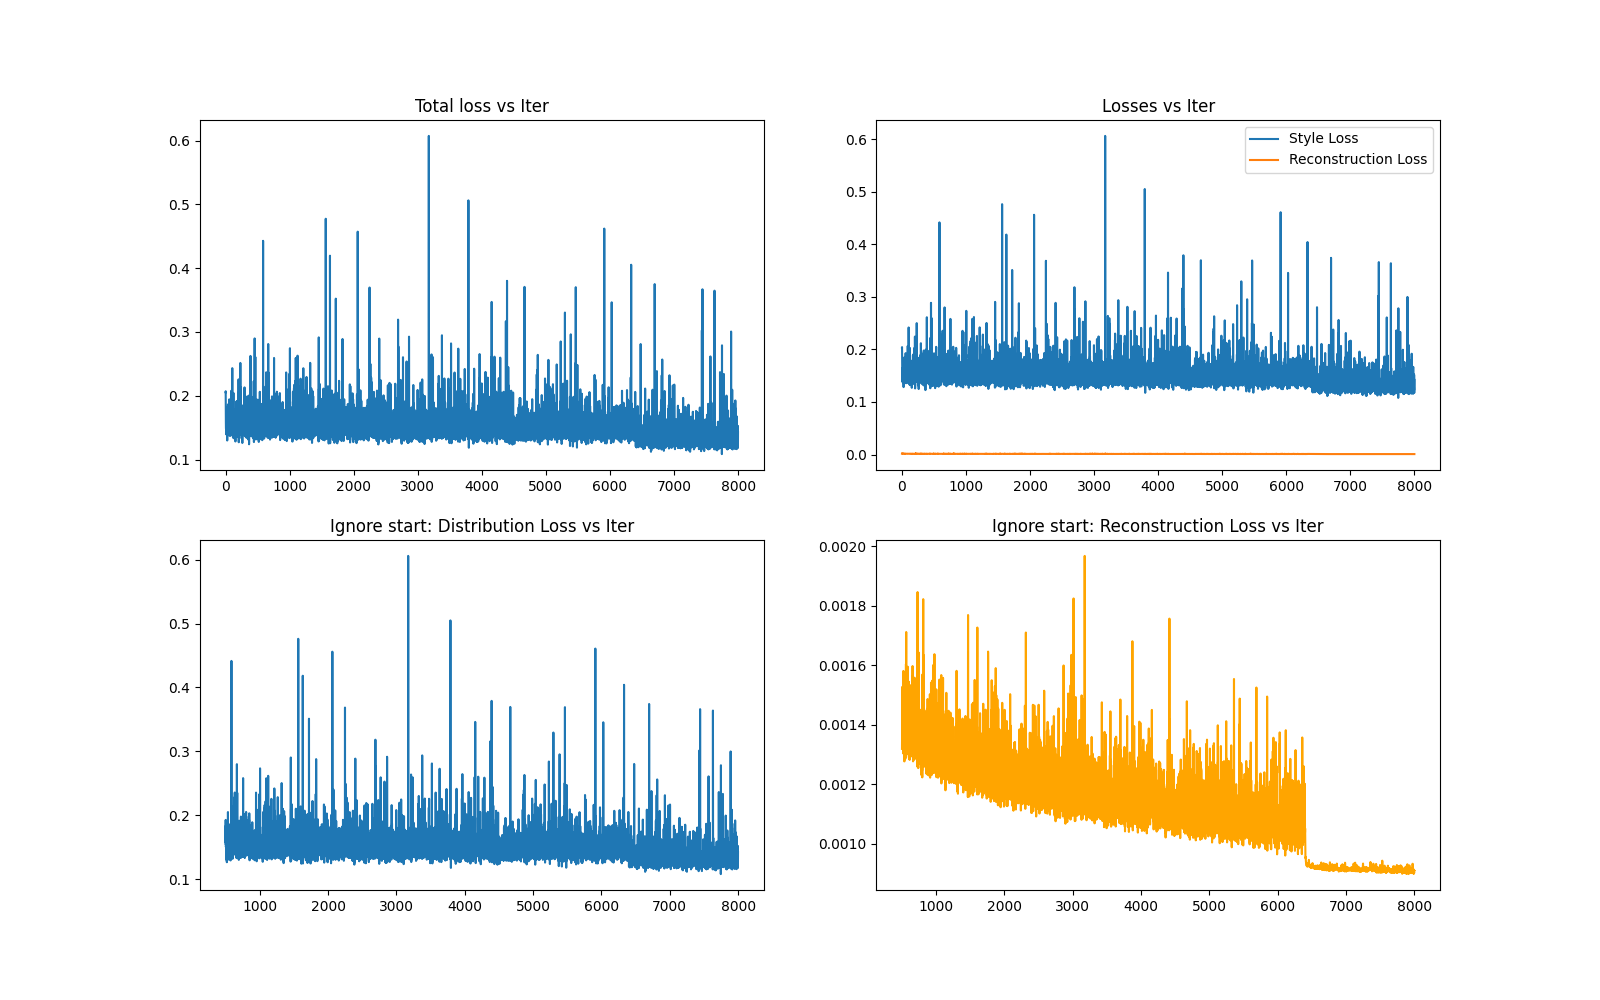 Total loss vs Iter
0.6
0.5
0.4
0.3
0.2
0.1
0 1000 2000 3000 4000 5000 6000 7000 8000
Losses vs Iter
Style Loss
Reconstruction Loss
0.6
0.5
0.4
0.3
0.2
0.1
0.0
0 1000 2000 3000 4000 5000 6000 7000 8000
Ignore start: Distribution Loss vs Iter
0.6
0.5
0.4
0.3
0.2
0.1
1000 2000 3000 4000 5000 6000 7000 8000
Ignore start: Reconstruction Loss vs Iter
0.0020
0.0018
0.0016
0.0014
0.0012
0.0010
1000 2000 3000 4000 5000 6000 7000 8000